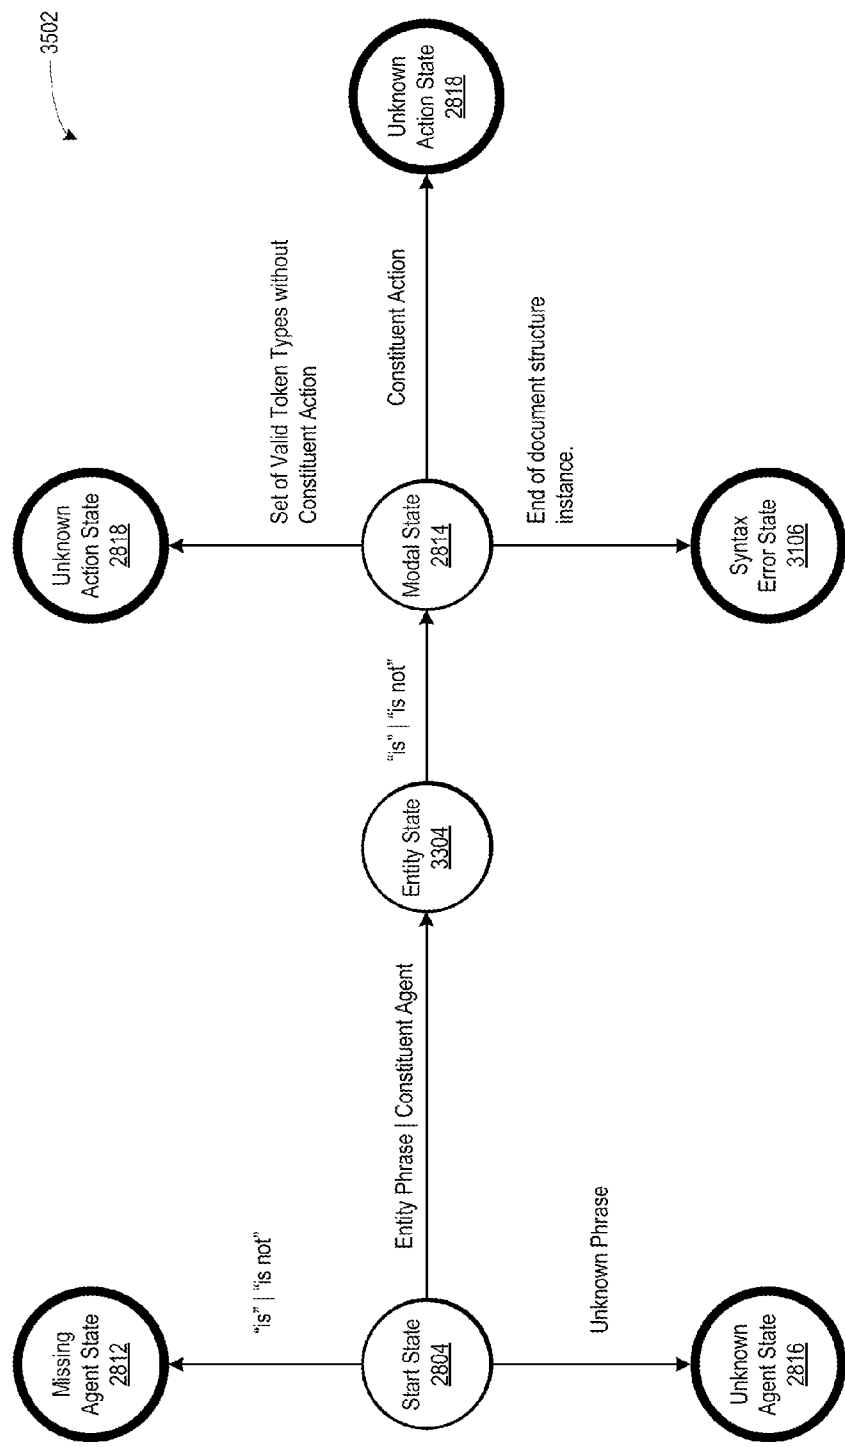 3502
Missing
Agent State
2812
"is" | "is not"
Start State
2804
Unknown Phrase
Unknown
Agent State
2816
Entity Phrase | Constituent Agent
Entity State
3304
"is" | "is not"
Unknown
Action State
2818
Set of Valid Token Types without
Constituent Action
Modal State
2814
End of document structure
instance.
Syntax
Error State
3106
Constituent Action
Unknown
Action State
2818